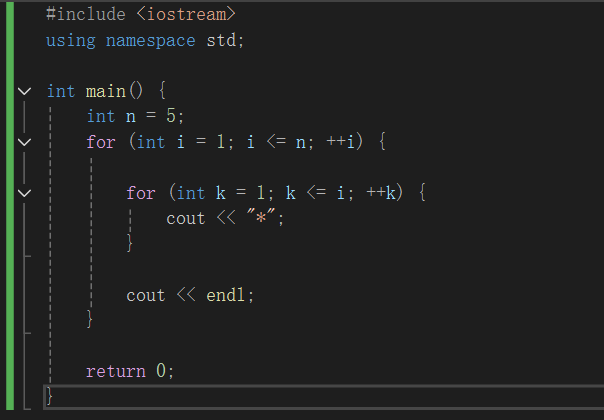 #include <iostream>
using namespace std;
int main() {
int n = 5;
for (int i = 1; i <= n; ++i) {
for (int k = 1; k <= i; ++k) {
cout << "*";
}
cout << endl;
}
return 0;
}